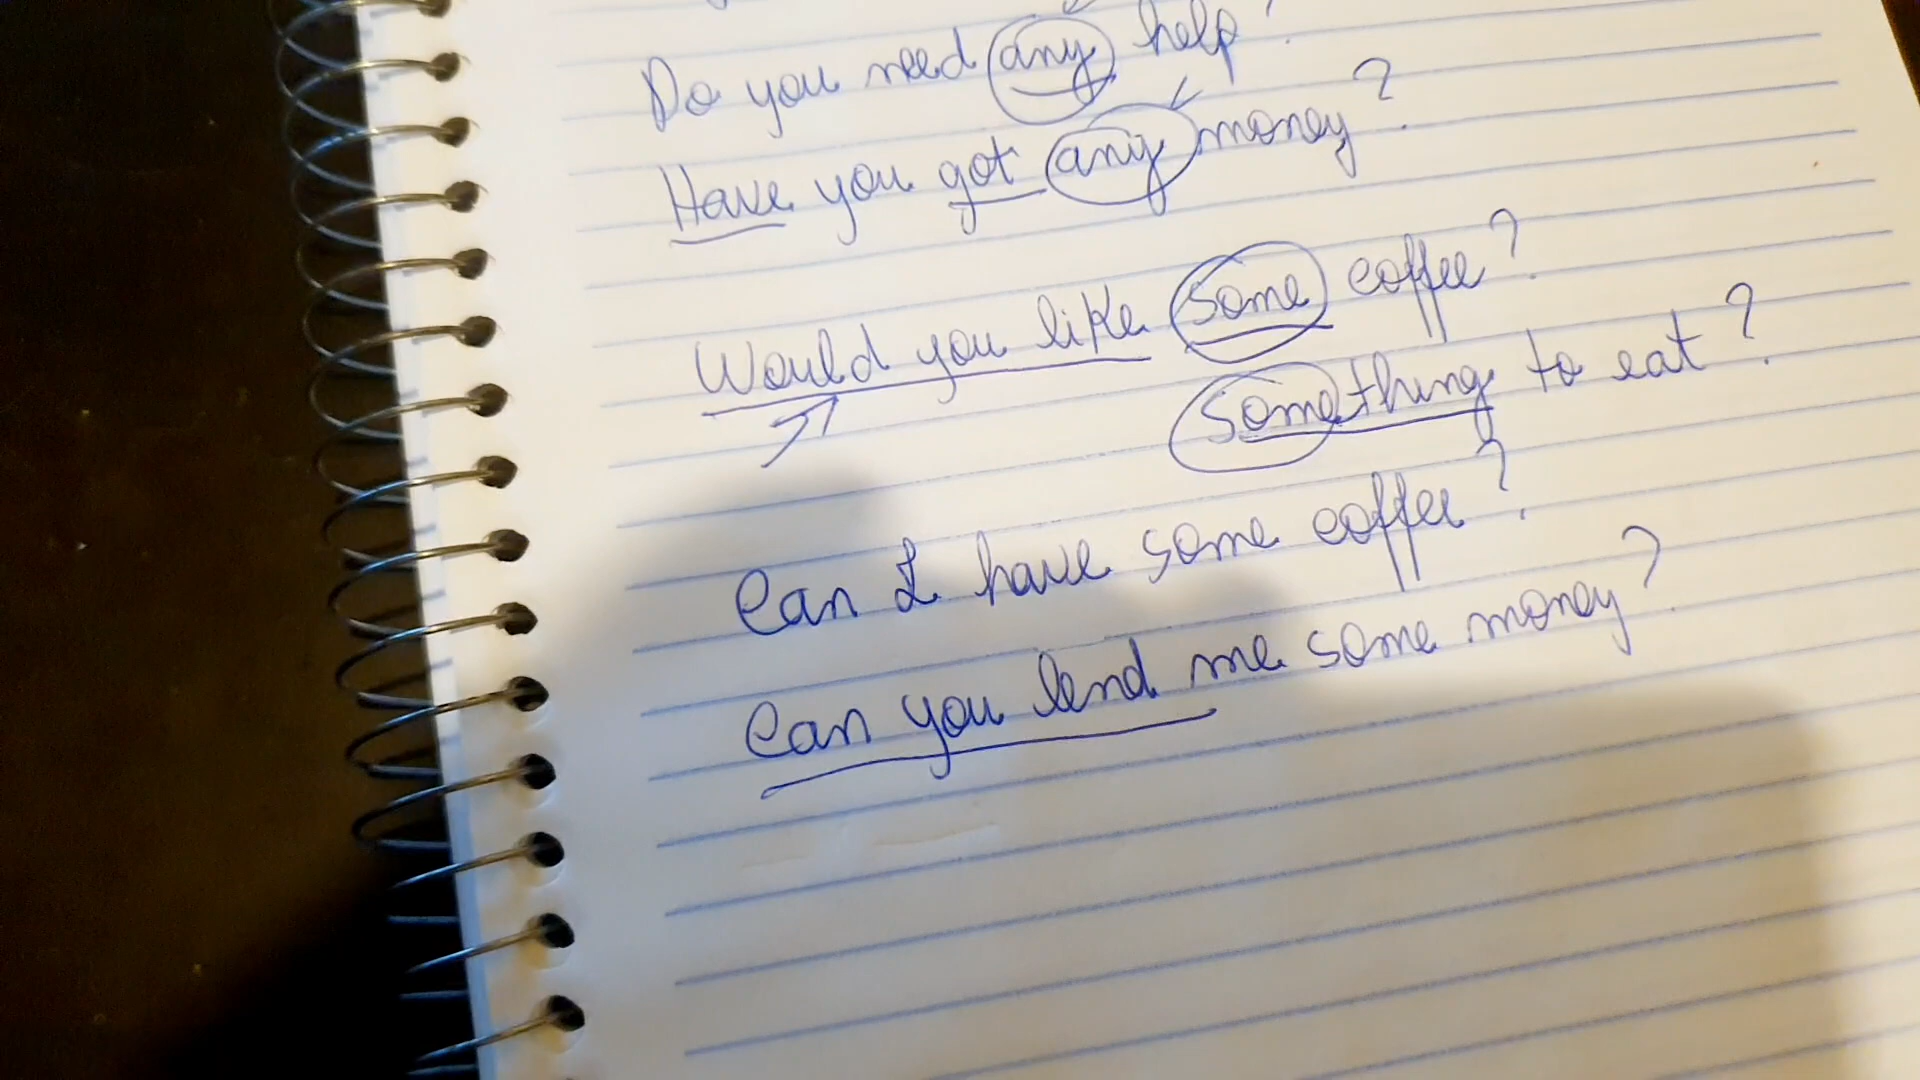 Do you need any help?
Have you got any money?
Would you like some coffee?
something to eat?
Can I have some coffee?
Can you lend me some money?